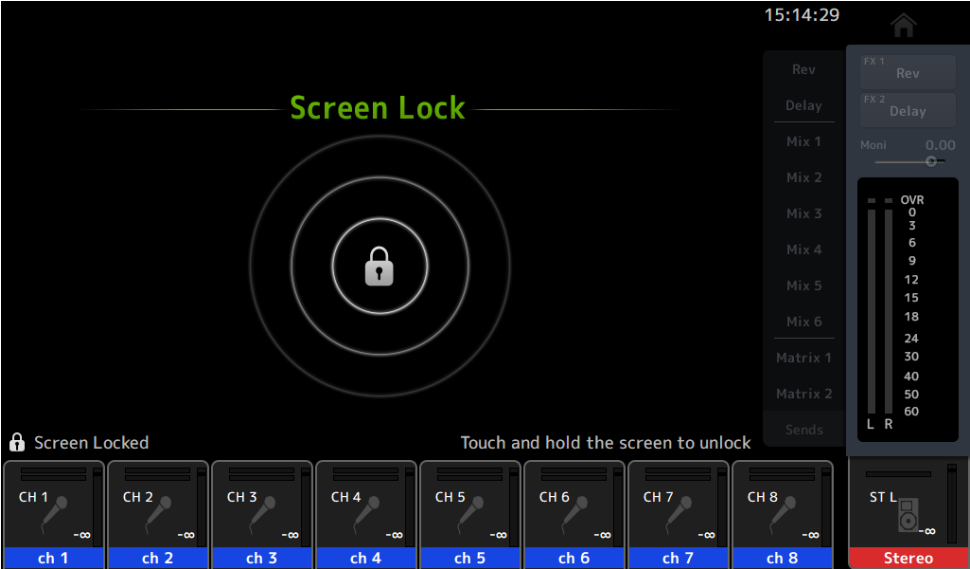 15:14:29
Screen Lock
Rev
Delay
Mix 1
Mix 2
Mix 3
Mix 4
Mix 5
Mix 6
Matrix 1
Matrix 2
Sends
FX 1
Rev
FX 2
Delay
Moni 0.00
OVR
0
3
6
9
12
15
18
24
30
40
50
60
L R
Screen Locked
Touch and hold the screen to unlock
CH 1
-∞
ch 1
CH 2
-∞
ch 2
CH 3
-∞
ch 3
CH 4
-∞
ch 4
CH 5
-∞
ch 5
CH 6
-∞
ch 6
CH 7
-∞
ch 7
CH 8
-∞
ch 8
ST L
-∞
Stereo